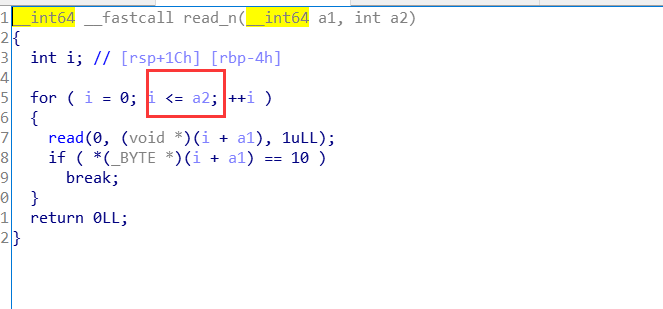 1 __int64 __fastcall read_n(__int64 a1, int a2)
2 {
3   int i; // [rsp+1Ch] [rbp-4h]
4
5   for ( i = 0; i <= a2; ++i )
6   {
7     read(0, (void *)(i + a1), 1uLL);
8     if ( *(_BYTE *)(i + a1) == 10 )
9       break;
0   }
1   return 0LL;
2 }